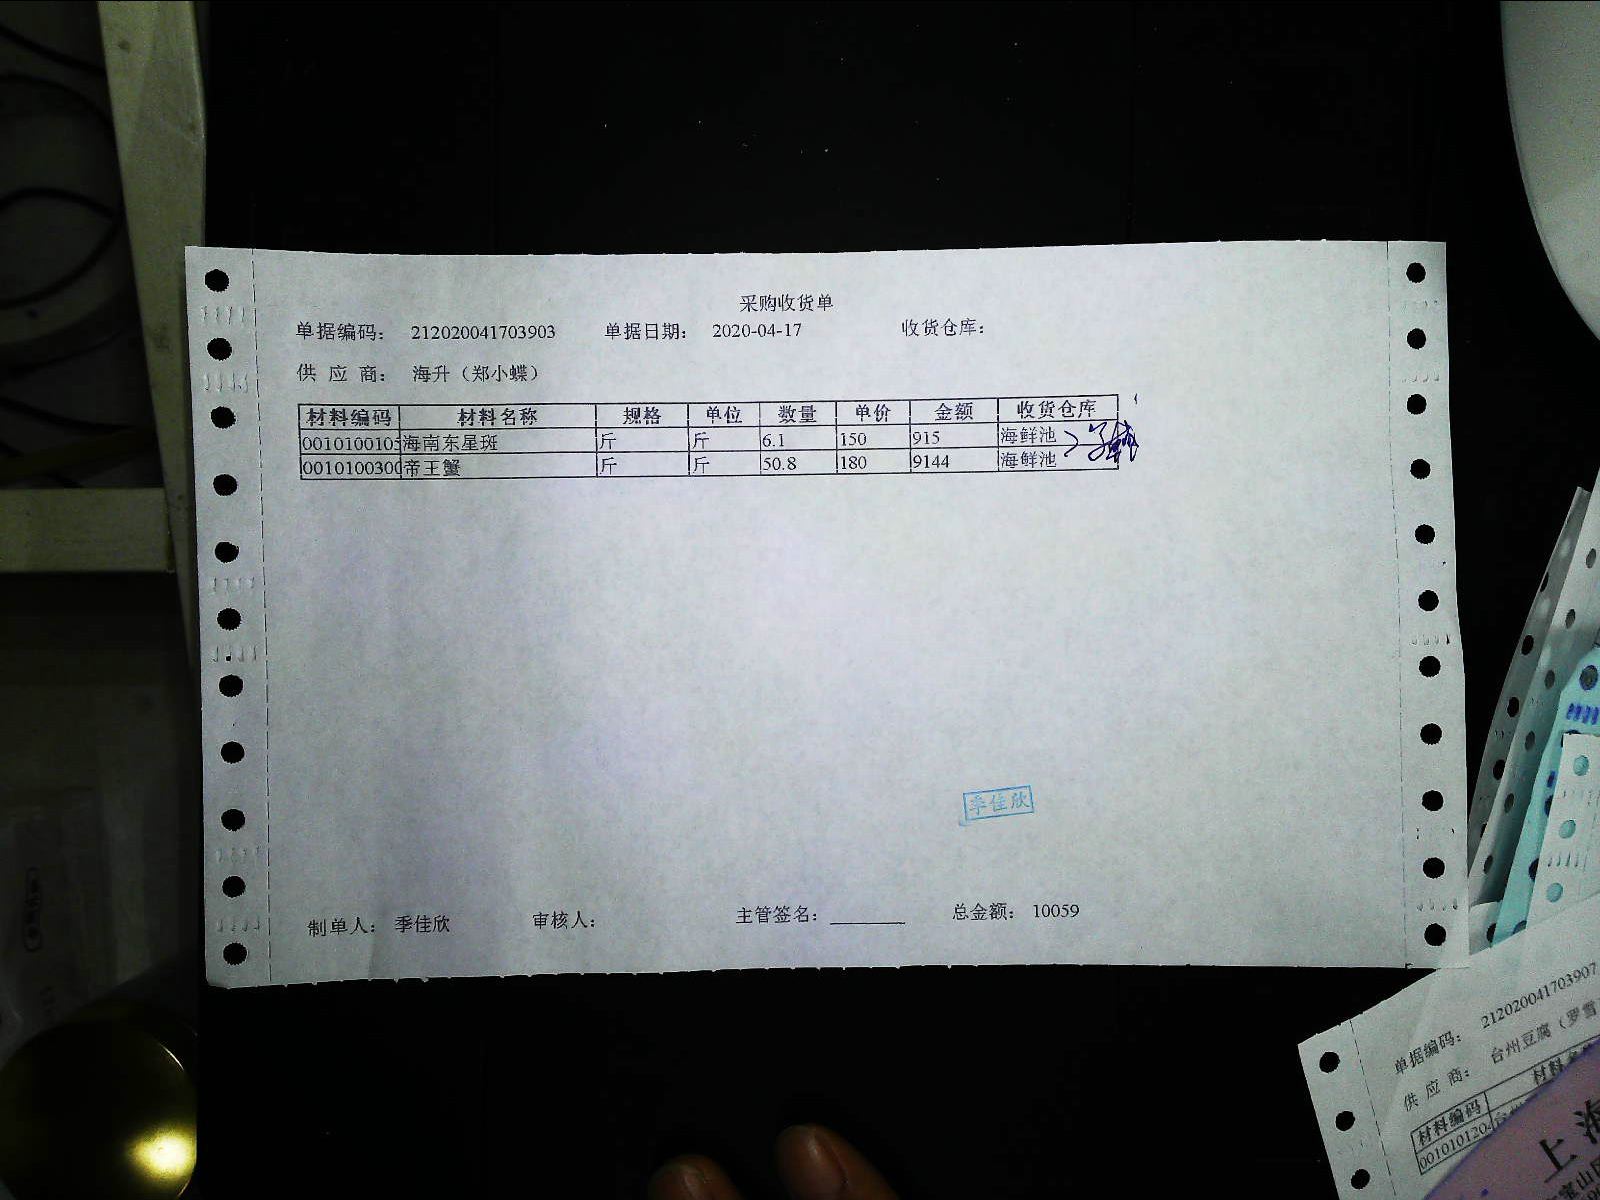 采购收货单
单据编码： 212020041703903 单据日期： 2020-04-17 收货仓库：
供 应 商： 海升（郑小蝶）
材料编码 材料名称 规格 单位 数量 单价 金额 收货仓库
0010100105 海南东星斑 斤 斤 6.1 150 915 海鲜池
0010100300 帝王蟹 斤 斤 50.8 180 9144 海鲜池
季佳欣
制单人： 季佳欣 审核人： 主管签名： 总金额： 10059
单据编码： 212020041703907
供 应 商： 台州豆腐（罗雪
材料编码
001010120
上海